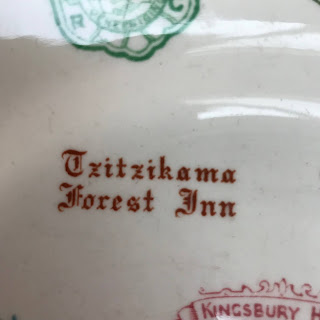 R C
Tzitzikama
Forest Inn
KINGSBURY H